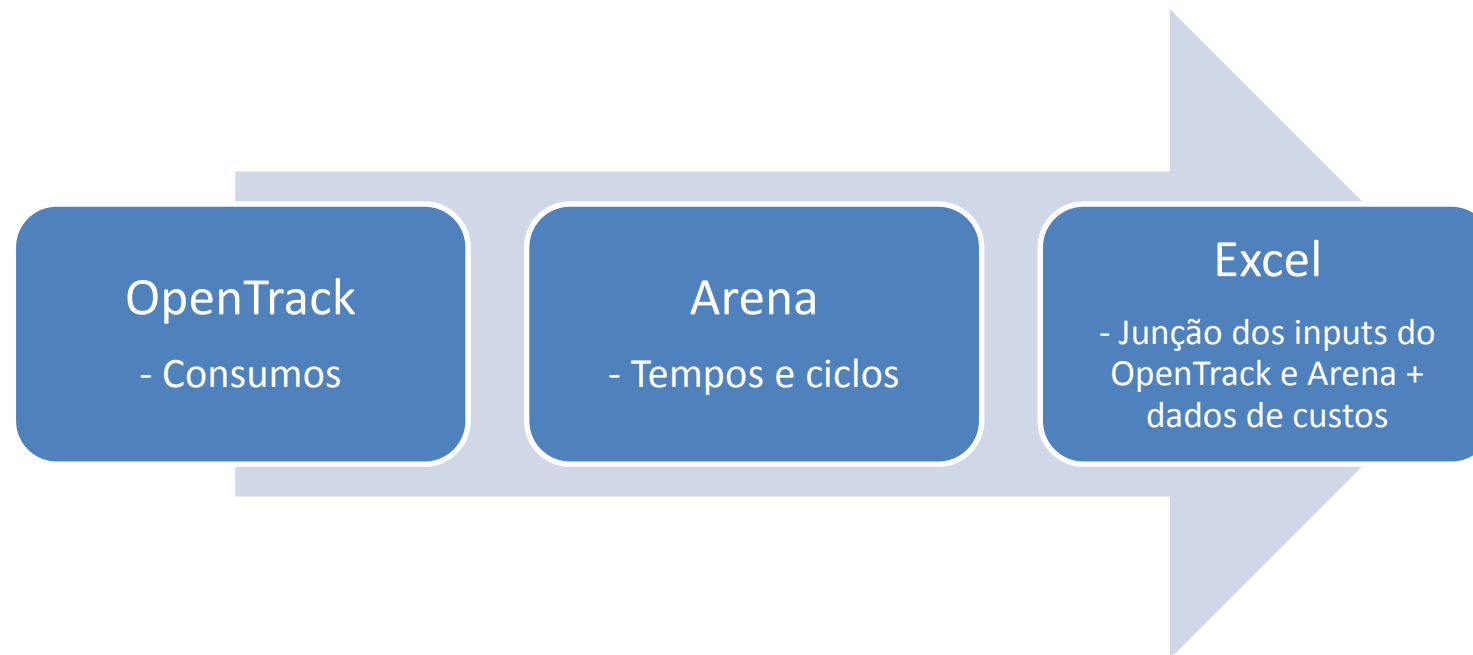 OpenTrack
- Consumos
Arena
- Tempos e ciclos
Excel
- Junção dos inputs do
OpenTrack e Arena +
dados de custos